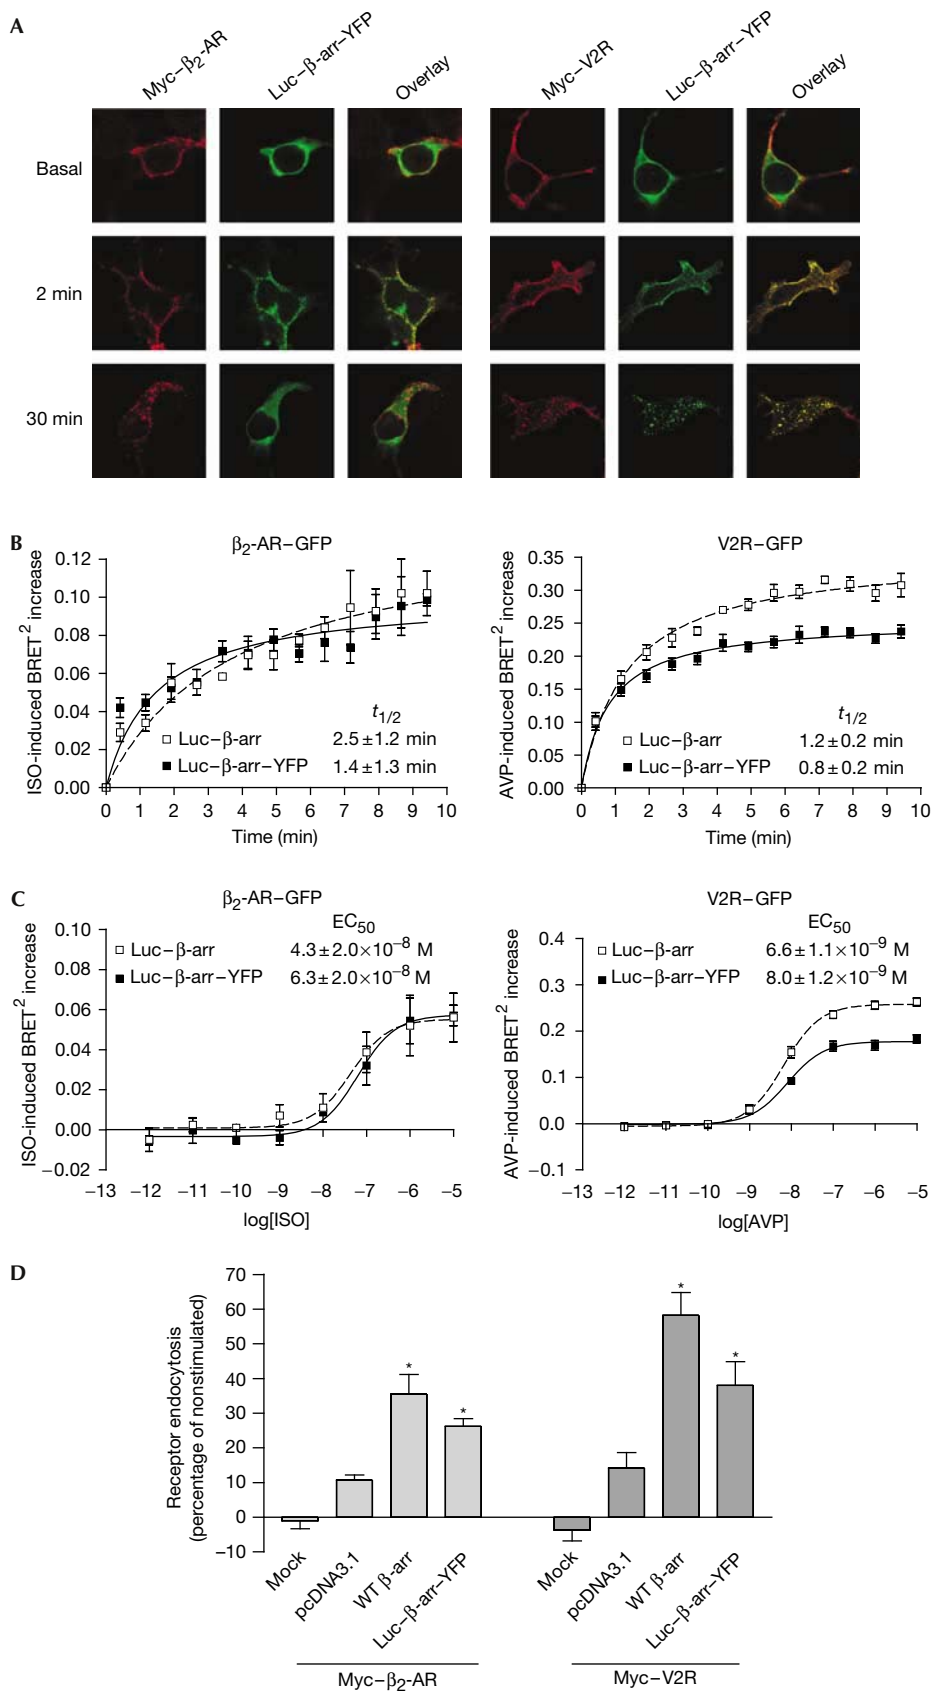 A
Myc–β2-AR
Luc–β-arr–YFP
Overlay
Myc–V2R
Luc–β-arr–YFP
Overlay
Basal
2 min
30 min
B
β2-AR–GFP
ISO-induced BRET² increase
0.12
0.10
0.08
0.06
0.04
0.02
0.00
t1/2
Luc–β-arr 2.5±1.2 min
Luc–β-arr–YFP 1.4±1.3 min
0 1 2 3 4 5 6 7 8 9 10
Time (min)
V2R–GFP
AVP-induced BRET² increase
0.35
0.30
0.25
0.20
0.15
0.10
0.05
0.00
t1/2
Luc–β-arr 1.2±0.2 min
Luc–β-arr–YFP 0.8±0.2 min
0 1 2 3 4 5 6 7 8 9 10
Time (min)
C
β2-AR–GFP
ISO-induced BRET² increase
EC50
Luc–β-arr 4.3±2.0×10⁻⁸ M
Luc–β-arr–YFP 6.3±2.0×10⁻⁸ M
0.10
0.08
0.06
0.04
0.02
0.00
−0.02
−13 −12 −11 −10 −9 −8 −7 −6 −5
log[ISO]
V2R–GFP
AVP-induced BRET² increase
EC50
Luc–β-arr 6.6±1.1×10⁻⁹ M
Luc–β-arr–YFP 8.0±1.2×10⁻⁹ M
0.4
0.3
0.2
0.1
0.0
−0.1
−13 −12 −11 −10 −9 −8 −7 −6 −5
log[AVP]
D
Receptor endocytosis
(percentage of nonstimulated)
70
60
50
40
30
20
10
0
−10
*
*
*
*
Mock
pcDNA3.1
WT β-arr
Luc–β-arr–YFP
Mock
pcDNA3.1
WT β-arr
Luc–β-arr–YFP
Myc–β2-AR
Myc–V2R